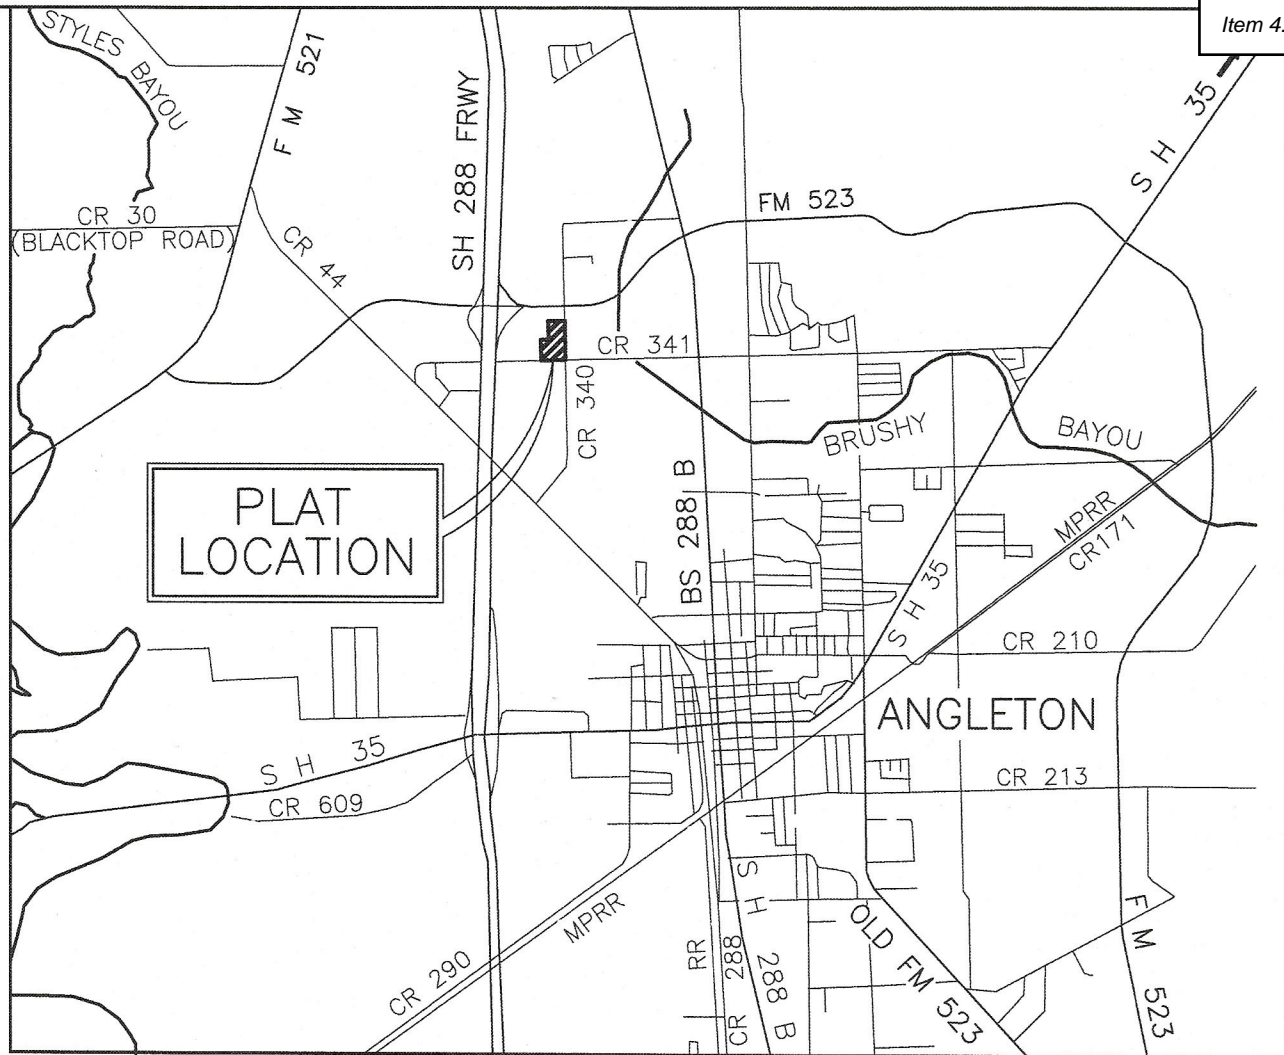 Item 4.
STYLES BAYOU
F M 521
SH 288 FRWY
S H 35
CR 30
(BLACKTOP ROAD)
CR 44
FM 523
CR 341
CR 340
BRUSHY
BAYOU
PLAT
LOCATION
BS 288 B
MPRR
CR171
S H 35
CR 210
ANGLETON
S H 35
CR 609
CR 213
S H 288 B
OLD FM 523
F M 523
MPRR
CR 290
RR
CR 288